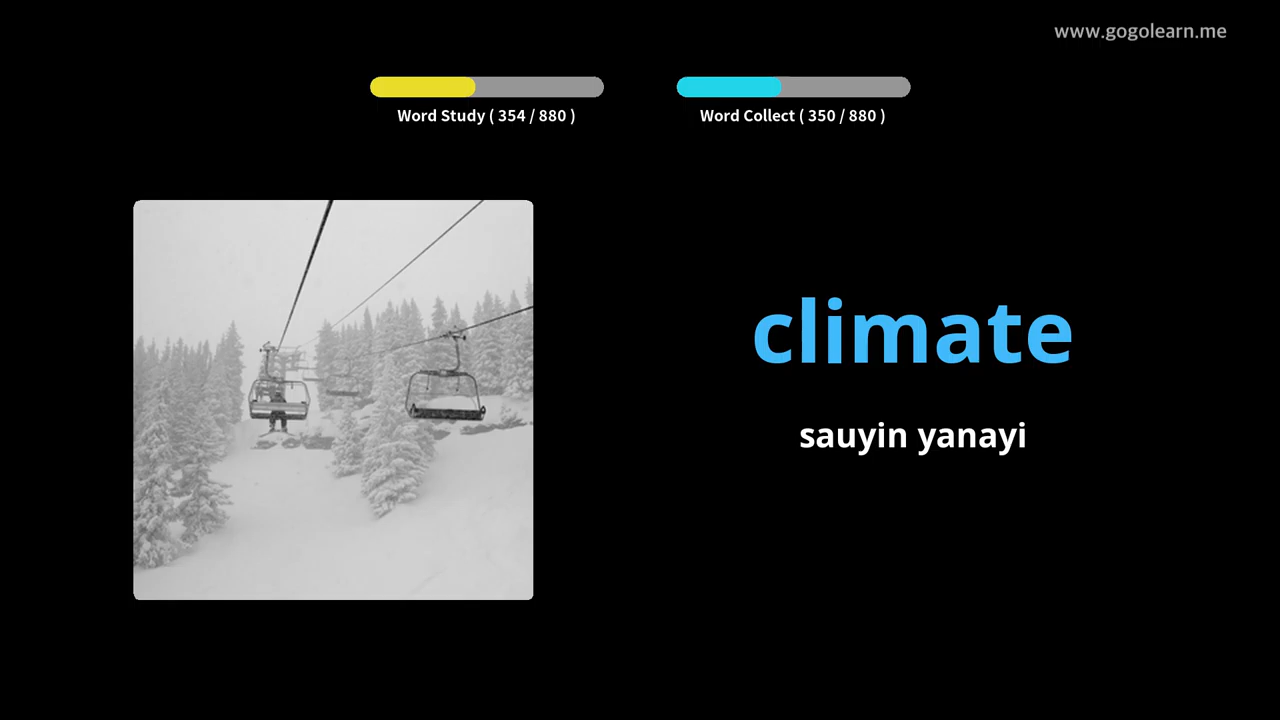 www.gogolearn.me
Word Study ( 354 / 880 )
Word Collect ( 350 / 880 )
climate
sauyin yanayi